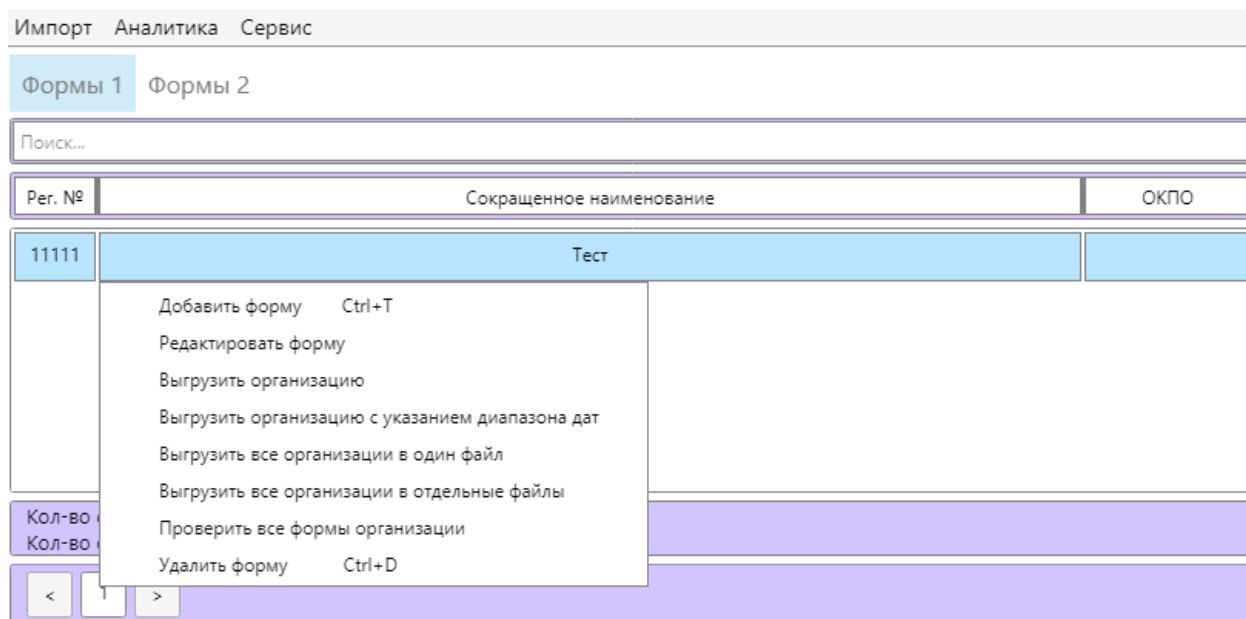 Импорт Аналитика Сервис
Формы 1 Формы 2
Поиск...
Рег. № Сокращенное наименование ОКПО
11111 Тест
Добавить форму Ctrl+T
Редактировать форму
Выгрузить организацию
Выгрузить организацию с указанием диапазона дат
Выгрузить все организации в один файл
Выгрузить все организации в отдельные файлы
Кол-во
Проверить все формы организации
Кол-во
Удалить форму Ctrl+D
< 1 >